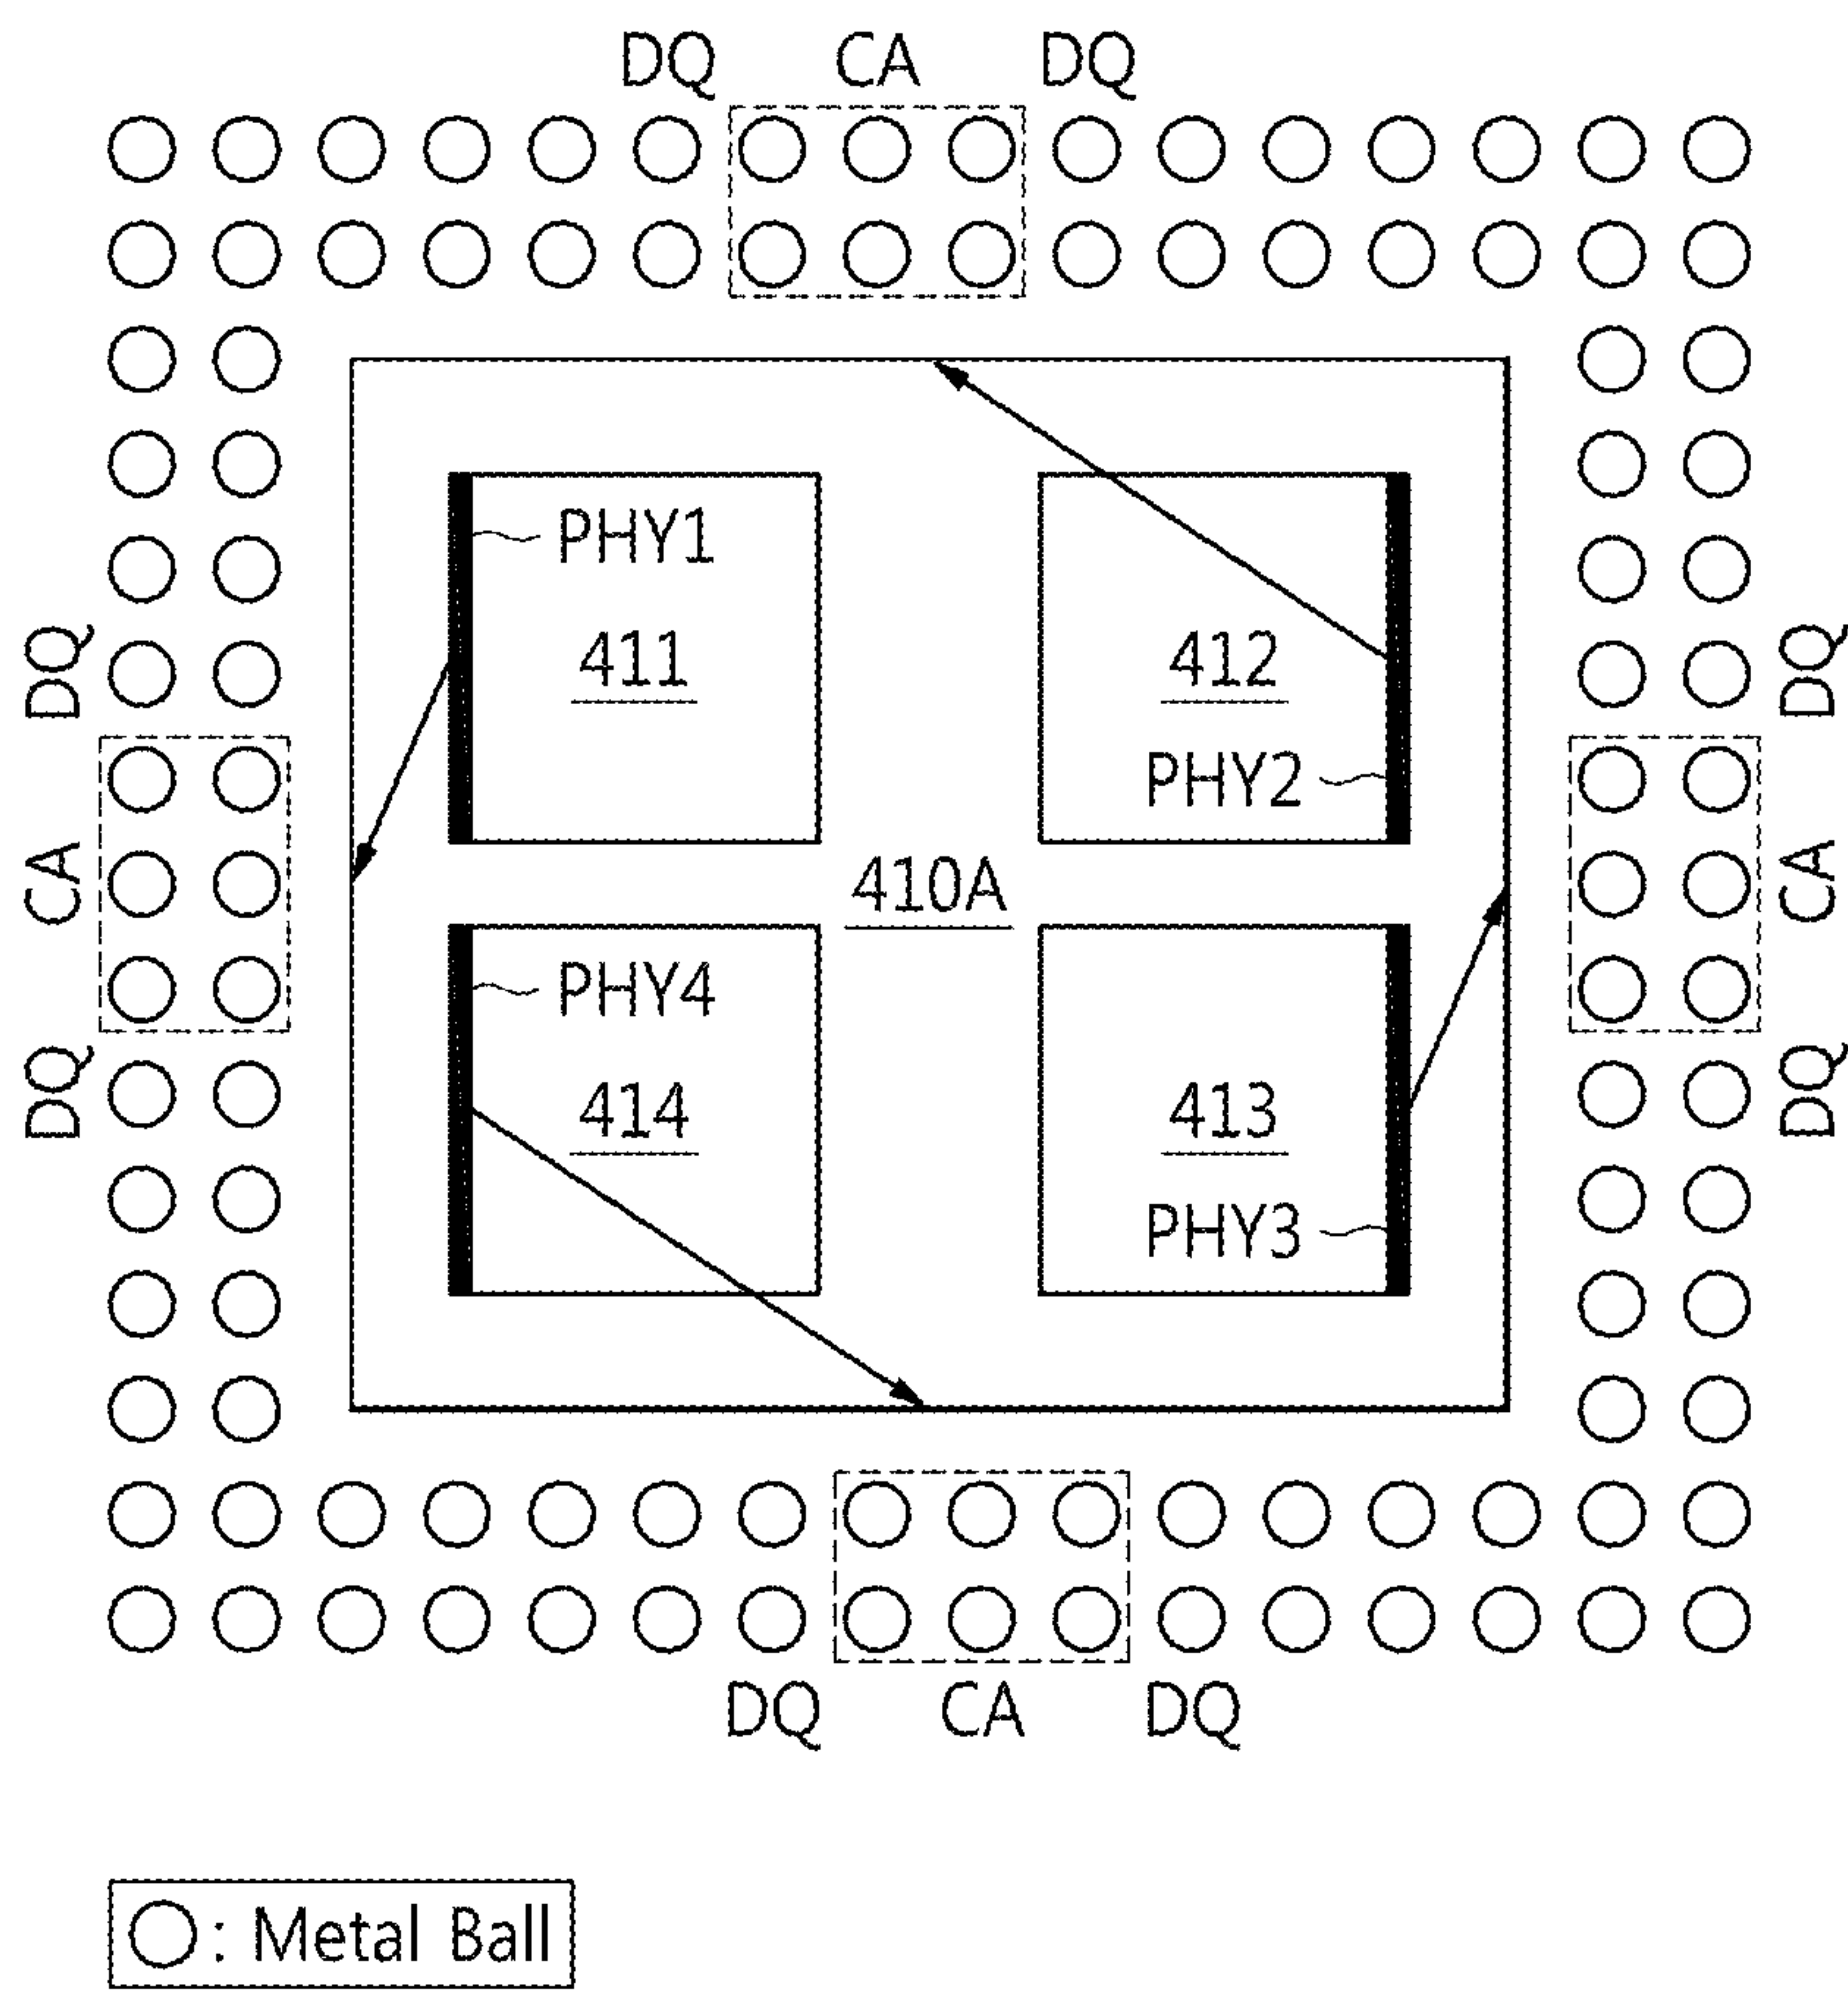 DQ CA DQ
PHY1
411
412
PHY2
DQ
CA
DQ
410A
DQ
CA
DQ
PHY4
414
413
PHY3
DQ CA DQ
: Metal Ball